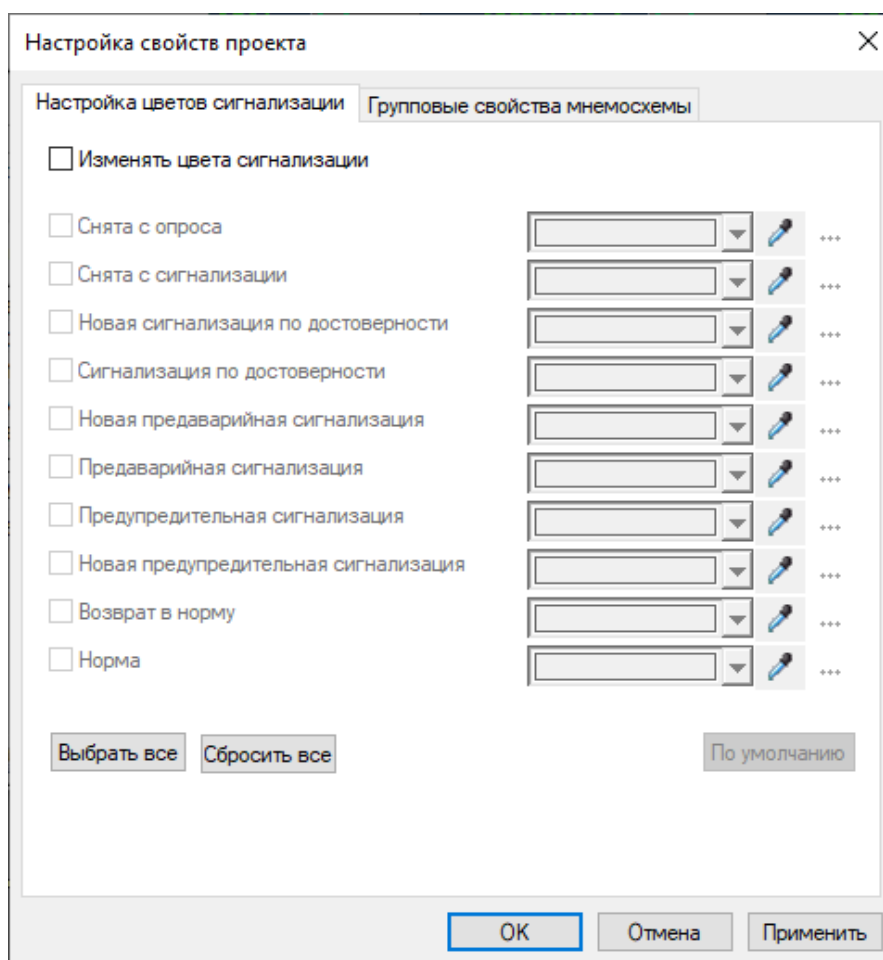 Настройка свойств проекта
Настройка цветов сигнализации
Групповые свойства мнемосхемы
Изменять цвета сигнализации
Снята с опроса
Снята с сигнализации
Новая сигнализация по достоверности
Сигнализация по достоверности
Новая предаварийная сигнализация
Предаварийная сигнализация
Предупредительная сигнализация
Новая предупредительная сигнализация
Возврат в норму
Норма
Выбрать все
Сбросить все
По умолчанию
OK
Отмена
Применить